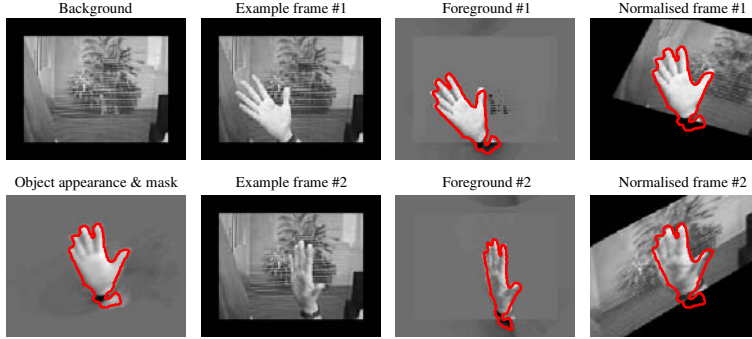 Background
Example frame #1
Foreground #1
Normalised frame #1
Object appearance & mask
Example frame #2
Foreground #2
Normalised frame #2